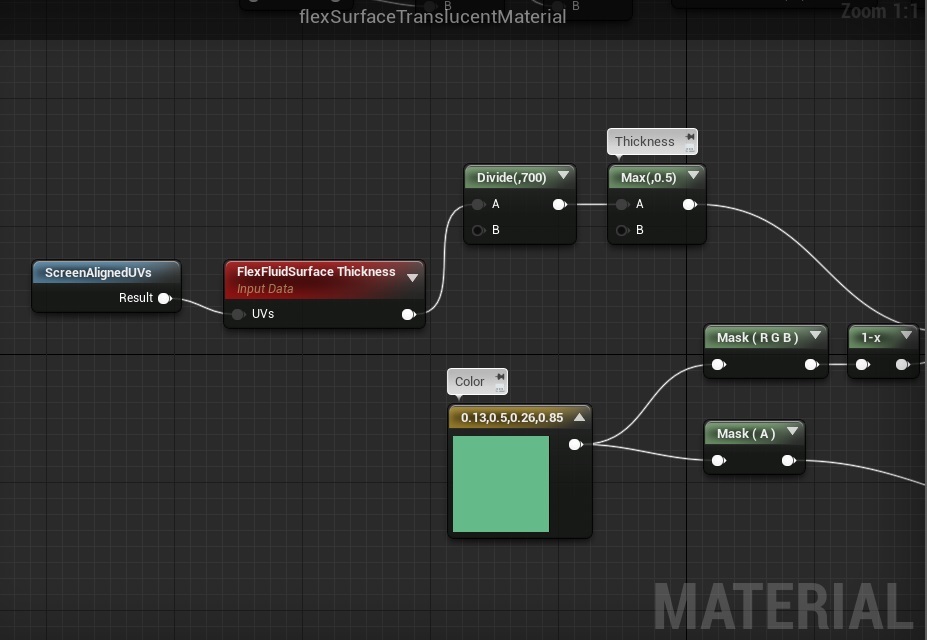 B
B
flexSurfaceTranslucentMaterial
Zoom 1:1
Thickness
Divide(,700)
Max(,0.5)
A
A
B
B
ScreenAlignedUVs
Result
FlexFluidSurface Thickness
Input Data
UVs
Mask ( R G B )
1-x
Color
0.13,0.5,0.26,0.85
Mask ( A )
MATERIAL